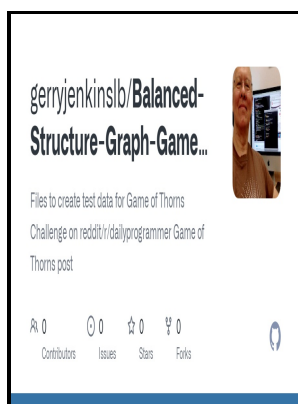 gerryjenkinslb/Balanced-
Structure-Graph-Game...
Files to create test data for Game of Thorns
Challenge on reddit/r/dailyprogrammer Game of
Thorns post
0 0 0 0
Contributors Issues Stars Forks